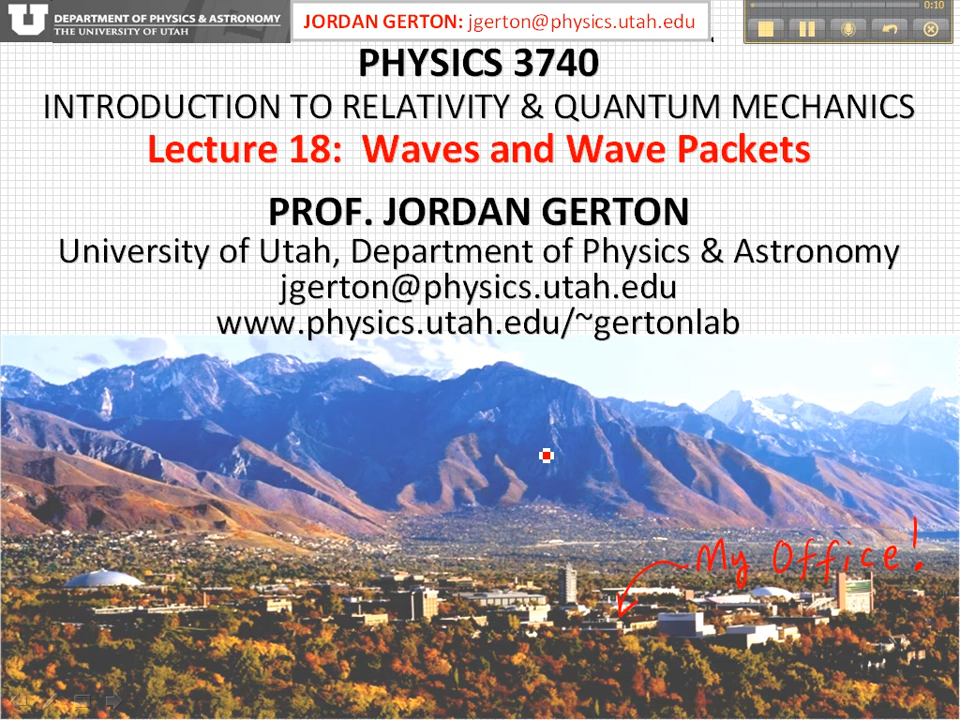 U
DEPARTMENT OF PHYSICS & ASTRONOMY
THE UNIVERSITY OF UTAH
JORDAN GERTON: jgerton@physics.utah.edu
0:10
PHYSICS 3740
INTRODUCTION TO RELATIVITY & QUANTUM MECHANICS
Lecture 18: Waves and Wave Packets
PROF. JORDAN GERTON
University of Utah, Department of Physics & Astronomy
jgerton@physics.utah.edu
www.physics.utah.edu/~gertonlab
My Office!